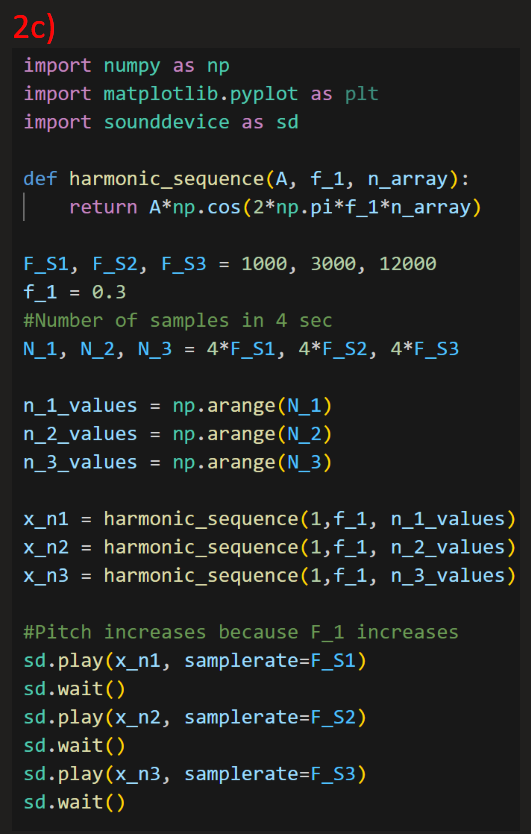 2c)
import numpy as np
import matplotlib.pyplot as plt
import sounddevice as sd
def harmonic_sequence(A, f_1, n_array):
    return A*np.cos(2*np.pi*f_1*n_array)
F_S1, F_S2, F_S3 = 1000, 3000, 12000
f_1 = 0.3
#Number of samples in 4 sec
N_1, N_2, N_3 = 4*F_S1, 4*F_S2, 4*F_S3
n_1_values = np.arange(N_1)
n_2_values = np.arange(N_2)
n_3_values = np.arange(N_3)
x_n1 = harmonic_sequence(1,f_1, n_1_values)
x_n2 = harmonic_sequence(1,f_1, n_2_values)
x_n3 = harmonic_sequence(1,f_1, n_3_values)
#Pitch increases because F_1 increases
sd.play(x_n1, samplerate=F_S1)
sd.wait()
sd.play(x_n2, samplerate=F_S2)
sd.wait()
sd.play(x_n3, samplerate=F_S3)
sd.wait()